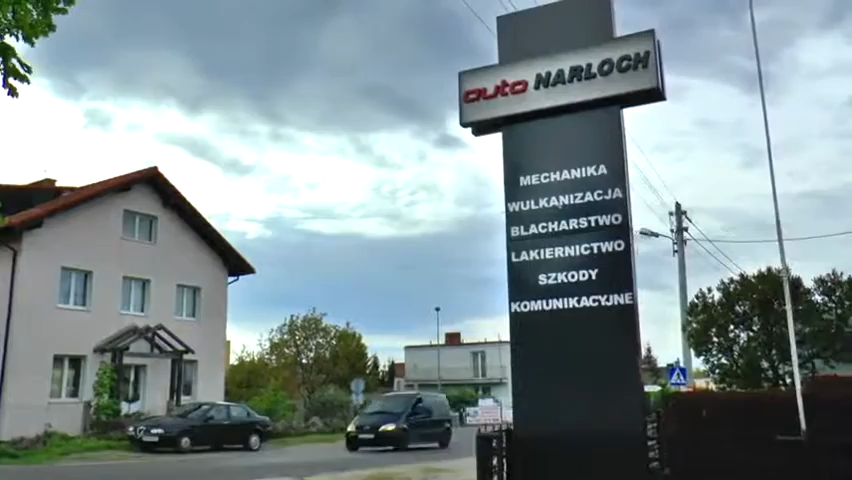 auto NARLOCH
MECHANIKA
WULKANIZACJA
BLACHARSTWO
LAKIERNICTWO
SZKODY
KOMUNIKACYJNE